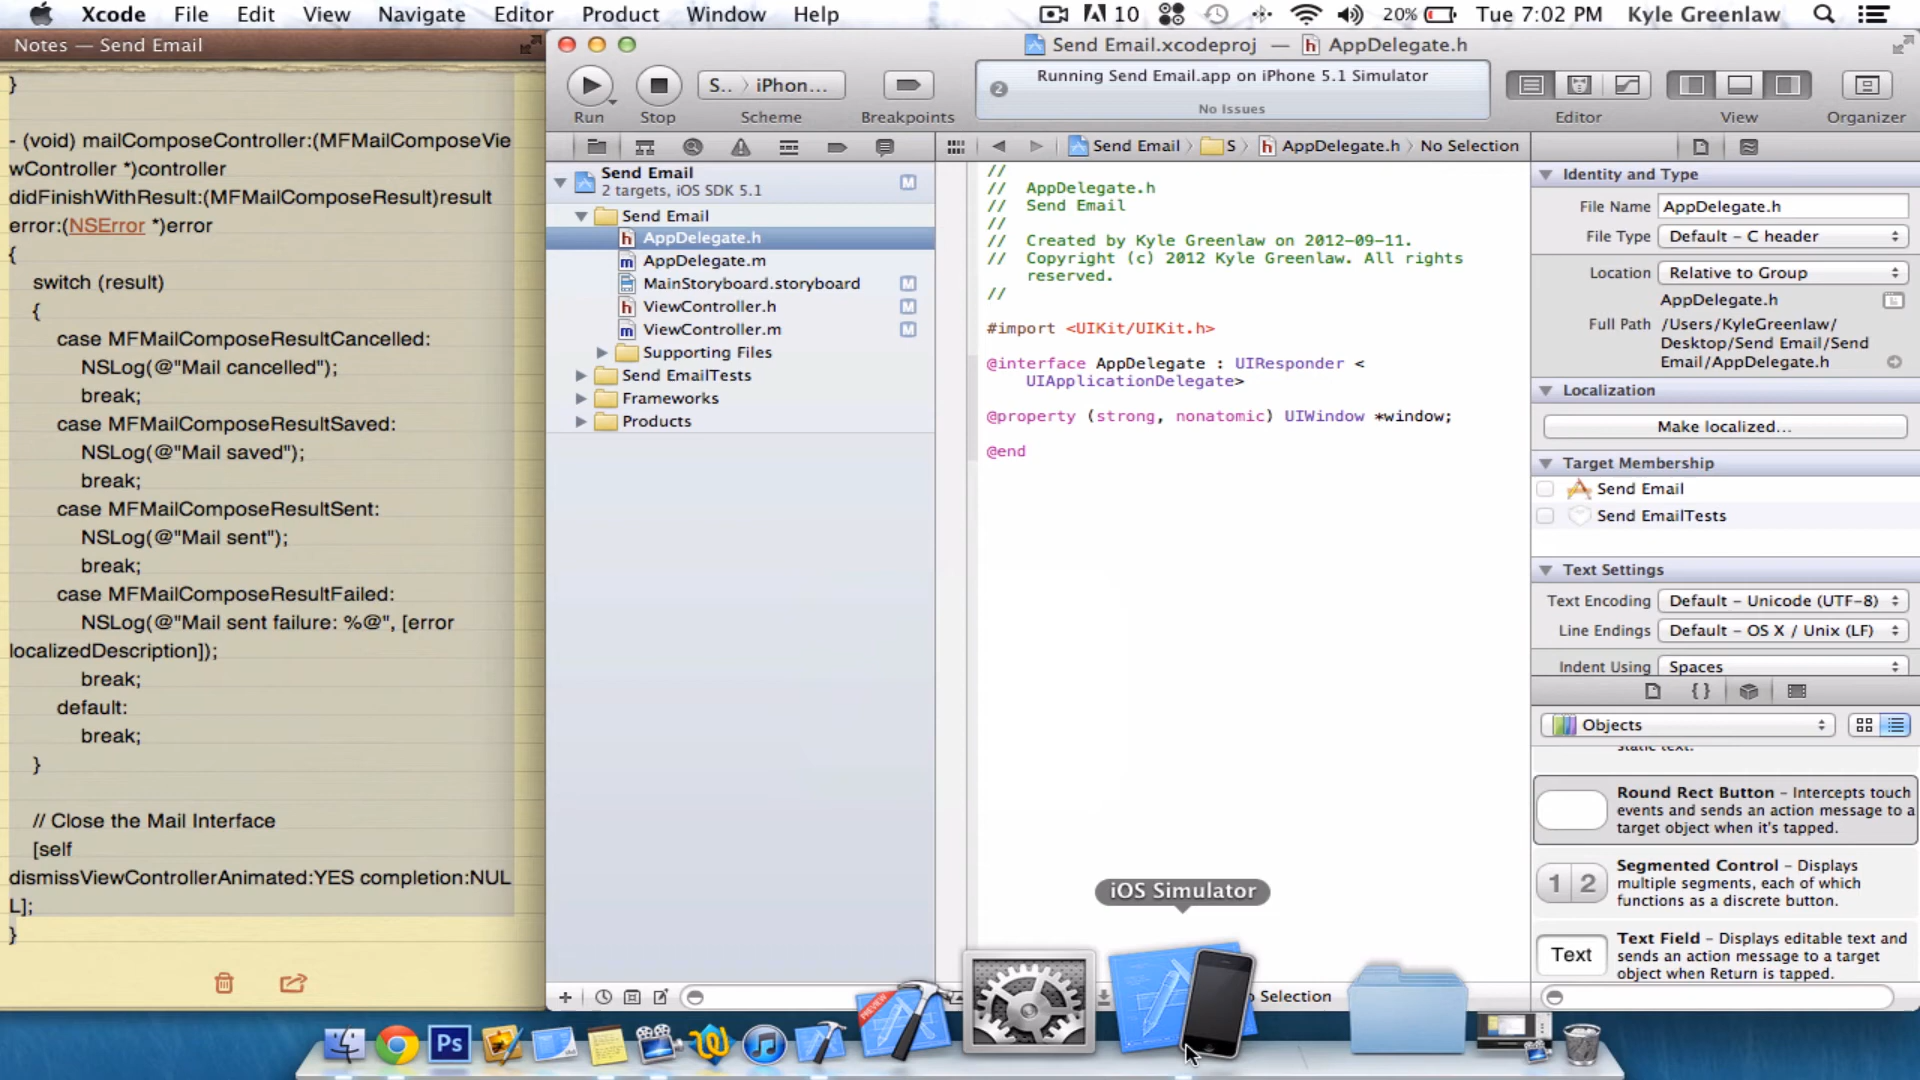 Xcode File Edit View Navigate Editor Product Window Help
10 20% Tue 7:02 PM Kyle Greenlaw
Notes — Send Email
}
- (void) mailComposeController:(MFMailComposeVie
wController *)controller
didFinishWithResult:(MFMailComposeResult)result
error:(NSError *)error
{
switch (result)
{
case MFMailComposeResultCancelled:
NSLog(@"Mail cancelled");
break;
case MFMailComposeResultSaved:
NSLog(@"Mail saved");
break;
case MFMailComposeResultSent:
NSLog(@"Mail sent");
break;
case MFMailComposeResultFailed:
NSLog(@"Mail sent failure: %@", [error
localizedDescription]);
break;
default:
break;
}
// Close the Mail Interface
[self
dismissViewControllerAnimated:YES completion:NUL
L];
}
Send Email.xcodeproj — AppDelegate.h
S.. iPhon...
Running Send Email.app on iPhone 5.1 Simulator
2
No Issues
Run Stop Scheme Breakpoints Editor View Organizer
Send Email S AppDelegate.h No Selection
Send Email M
2 targets, iOS SDK 5.1
Send Email
AppDelegate.h
AppDelegate.m
MainStoryboard.storyboard M
ViewController.h M
ViewController.m M
Supporting Files
Send EmailTests
Frameworks
Products
//
// AppDelegate.h
// Send Email
//
// Created by Kyle Greenlaw on 2012-09-11.
// Copyright (c) 2012 Kyle Greenlaw. All rights
reserved.
//
#import <UIKit/UIKit.h>
@interface AppDelegate : UIResponder <
UIApplicationDelegate>
@property (strong, nonatomic) UIWindow *window;
@end
Identity and Type
File Name AppDelegate.h
File Type Default - C header
Location Relative to Group
AppDelegate.h
Full Path /Users/KyleGreenlaw/
Desktop/Send Email/Send
Email/AppDelegate.h
Localization
Make localized...
Target Membership
Send Email
Send EmailTests
Text Settings
Text Encoding Default - Unicode (UTF-8)
Line Endings Default - OS X / Unix (LF)
Indent Using Spaces
{ }
Objects
static text.
Round Rect Button - Intercepts touch
events and sends an action message to a
target object when it's tapped.
1 2
Segmented Control - Displays
multiple segments, each of which
functions as a discrete button.
Text
Text Field - Displays editable text and
sends an action message to a target
object when Return is tapped.
iOS Simulator
Selection
PREVIEW
Ps